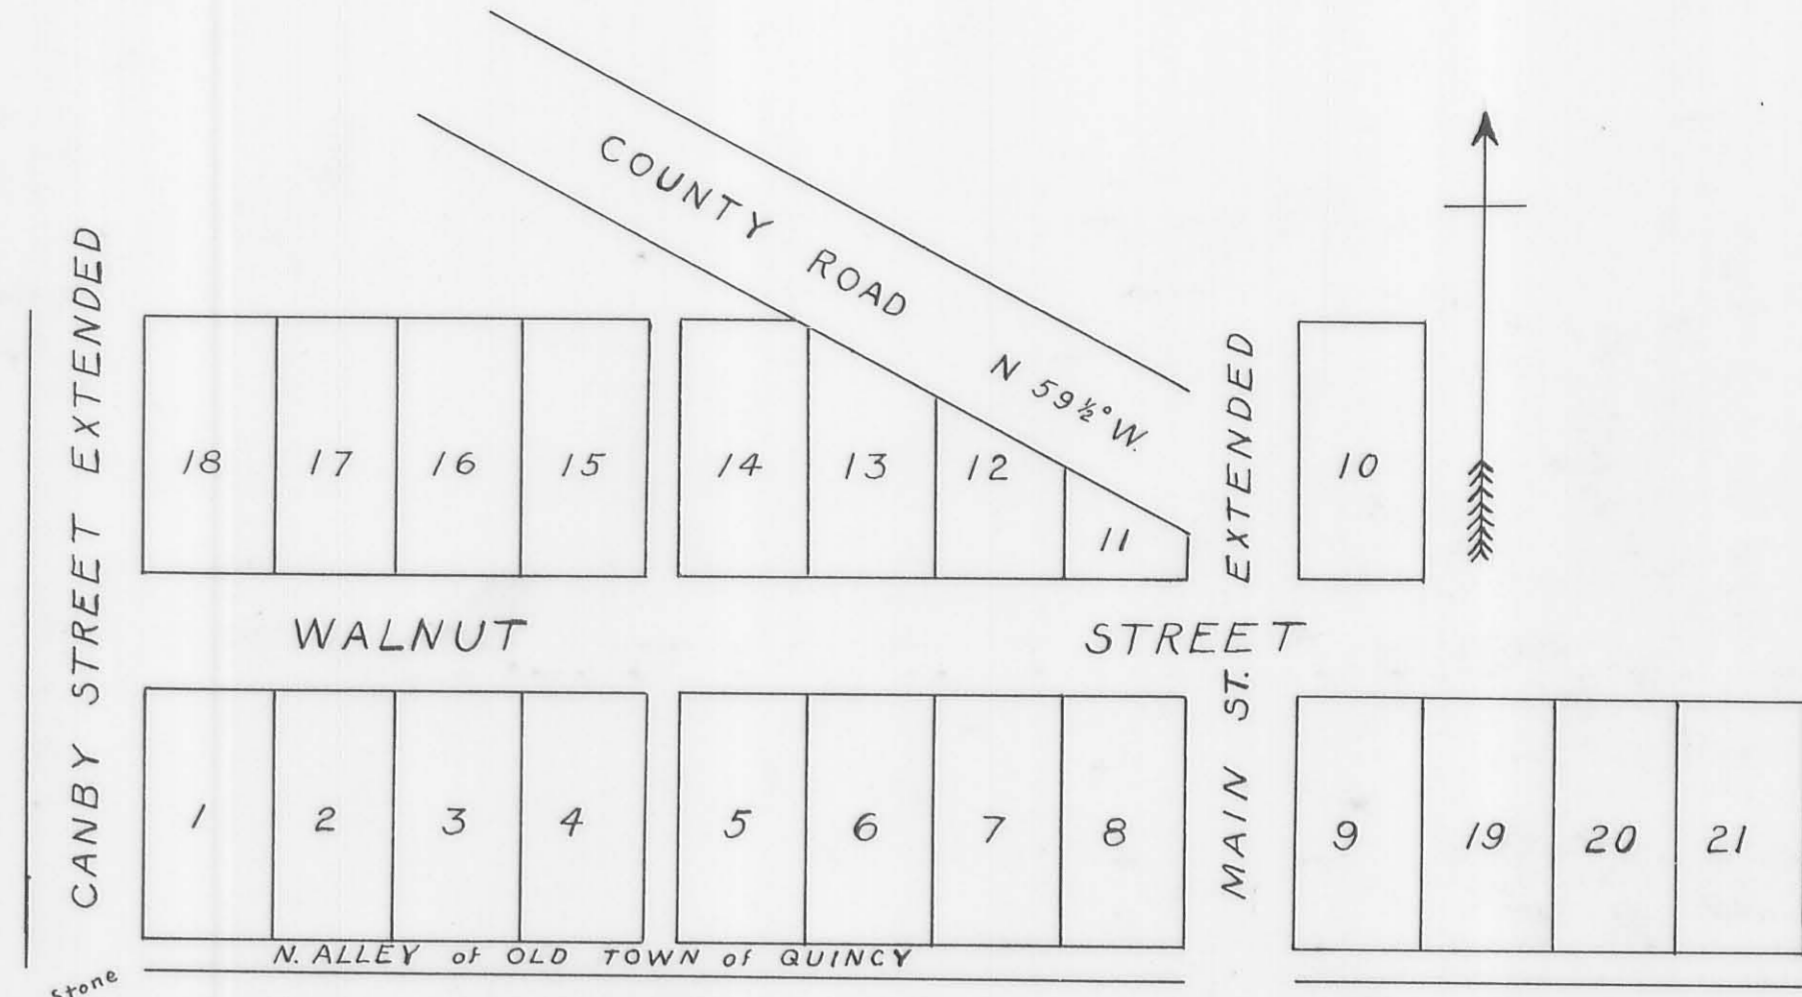 COUNTY ROAD N 59½° W.
CANBY STREET EXTENDED
18 17 16 15 14 13 12 11 10
WALNUT STREET
MAIN ST. EXTENDED
1 2 3 4 5 6 7 8 9 19 20 21
N. ALLEY of OLD TOWN of QUINCY
Stone